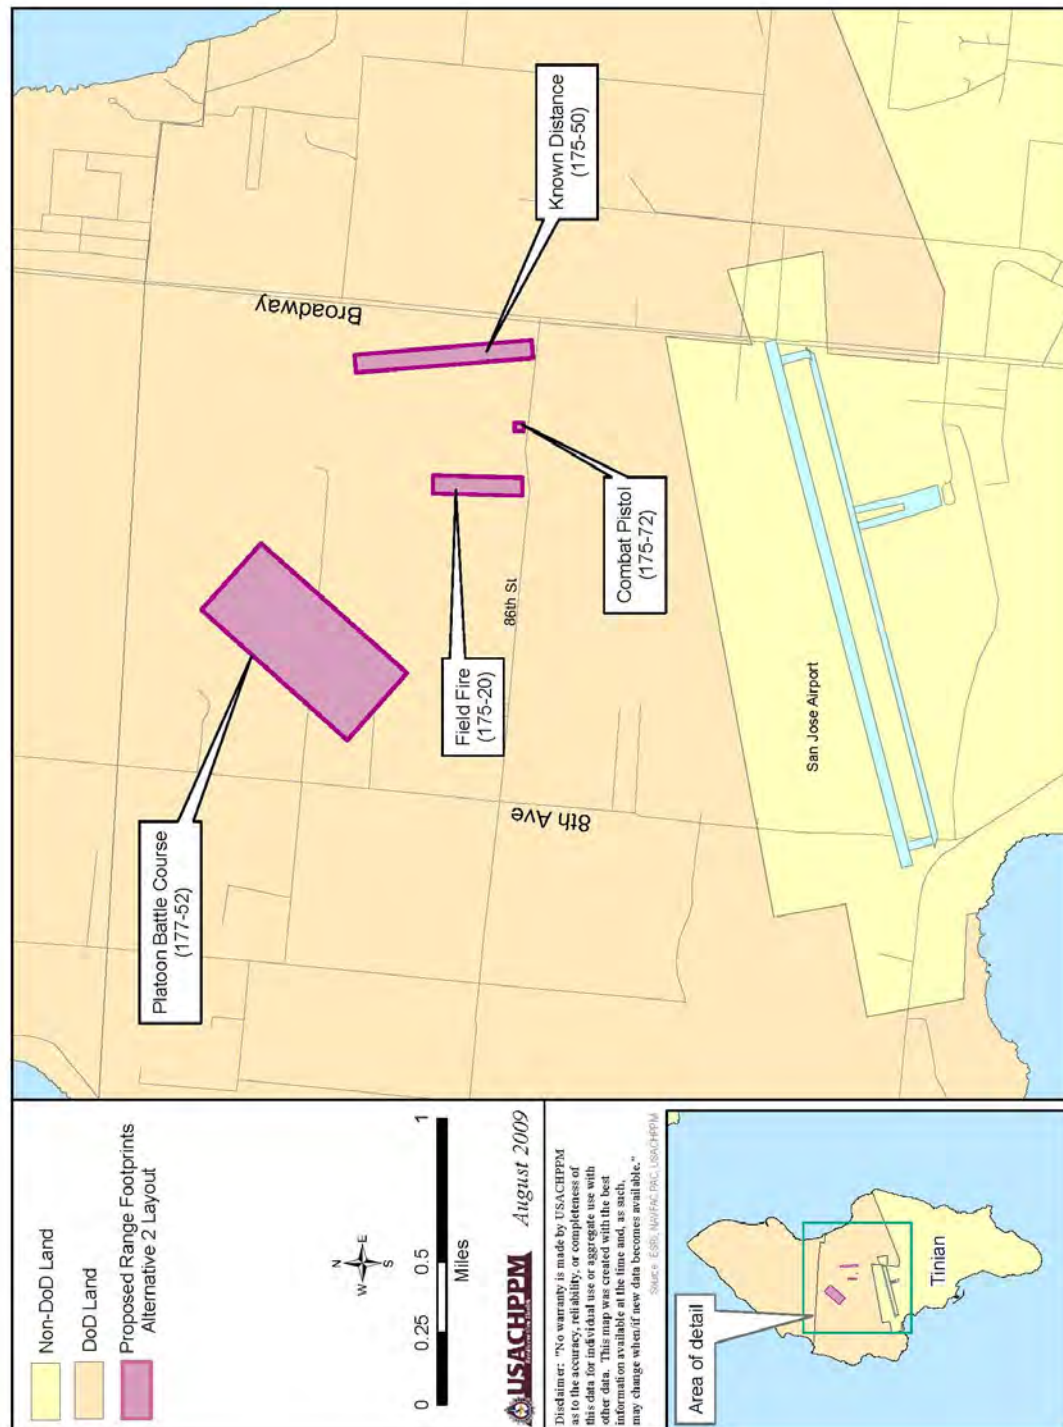 Broadway
Known Distance
(175-50)
Combat Pistol
(175-72)
Field Fire
(175-20)
86th St
San Jose Airport
8th Ave
Platoon Battle Course
(177-52)
Non-DoD Land
DoD Land
Proposed Range Footprints
Alternative 2 Layout
N
W
E
S
0
0.25
0.5
1
Miles
USACHPPM
August 2009
Disclaimer: "No warranty is made by USACHPPM
as to the accuracy, reliability, or completeness of
this data for individual use or aggregate use with
other data. This map was created with the best
information available at the time and, as such,
may change when/if new data becomes available."
Source: ESRI, NAVFAC PAC, USACHPPM
Area of detail
Tinian